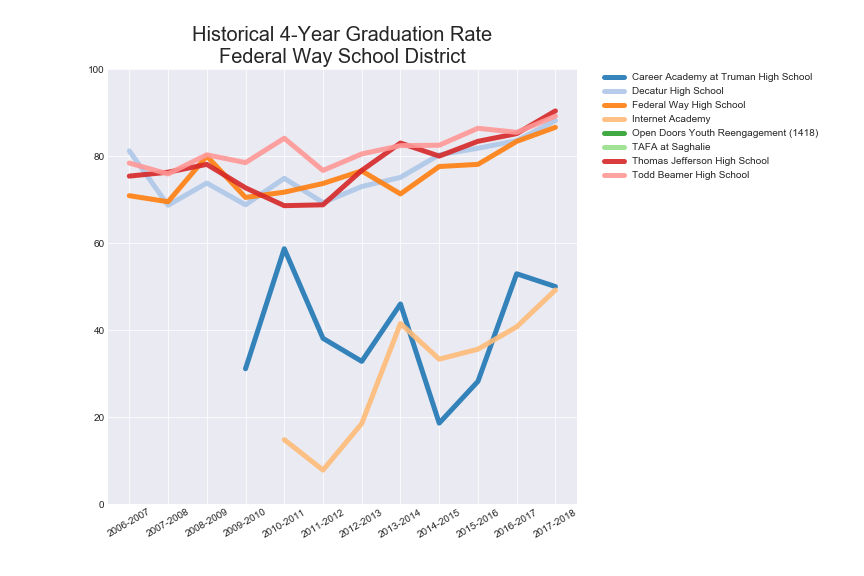 Historical 4-Year Graduation Rate
Federal Way School District
100
80
60
40
20
0
2006-2007
2007-2008
2008-2009
2009-2010
2010-2011
2011-2012
2012-2013
2013-2014
2014-2015
2015-2016
2016-2017
2017-2018
Career Academy at Truman High School
Decatur High School
Federal Way High School
Internet Academy
Open Doors Youth Reengagement (1418)
TAFA at Saghalie
Thomas Jefferson High School
Todd Beamer High School